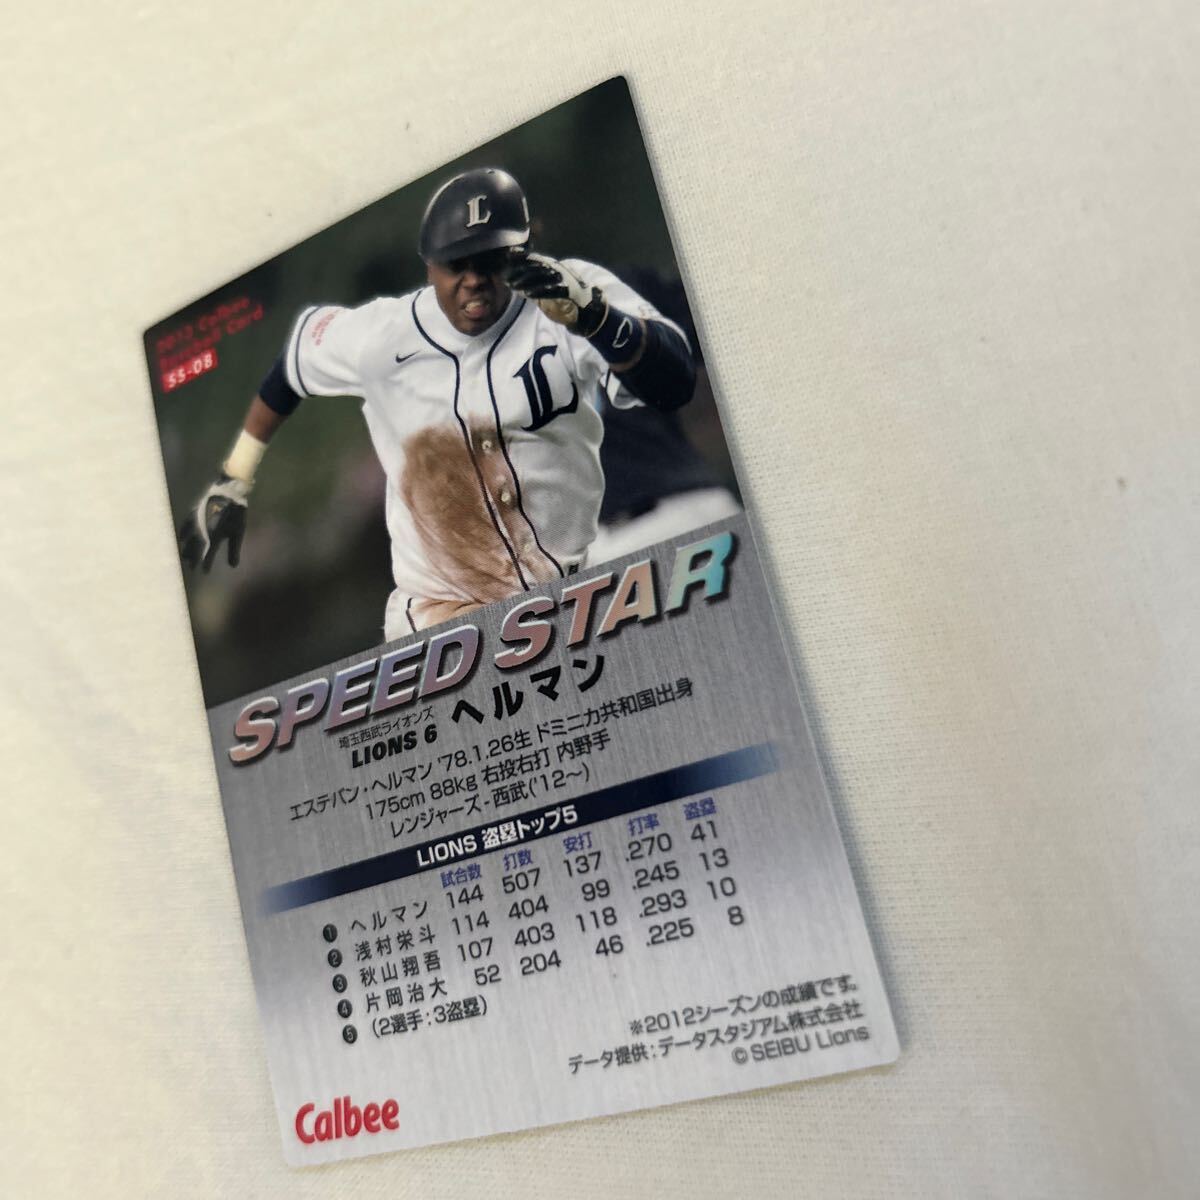 Calbee
Baseball Card
SS-08
L
L
SPEED STAR
埼玉西武ライオンズ
LIONS 6 ヘルマン
エステバン・ヘルマン '78.1.26生 ドミニカ共和国出身
175cm 88kg 右投右打 内野手
レンジャーズ-西武('12〜)
LIONS 盗塁トップ5
試合数 打数 安打 打率 盗塁
❶ ヘルマン 144 507 137 .270 41
❷ 浅村栄斗 114 404 99 .245 13
❸ 秋山翔吾 107 403 118 .293 10
❹ 片岡治大 52 204 46 .225 8
❺ (2選手:3盗塁)
※2012シーズンの成績です。
データ提供:データスタジアム株式会社
©SEIBU Lions
Calbee